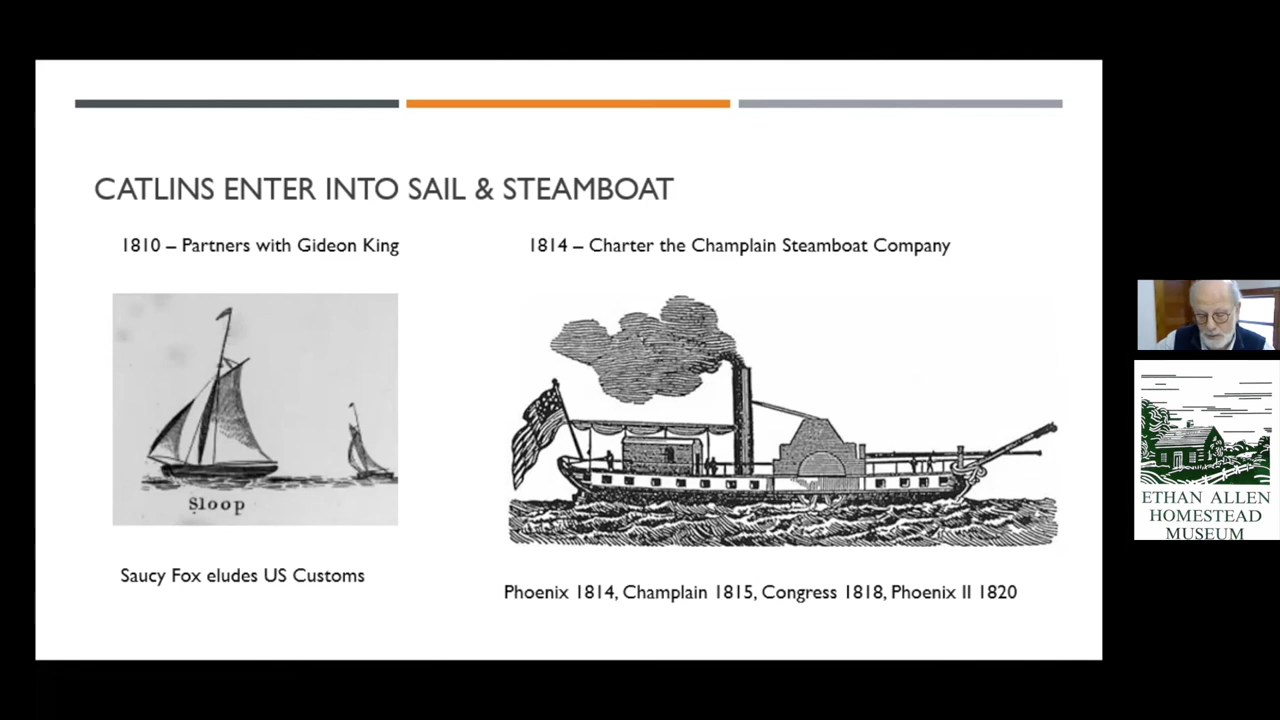 CATLINS ENTER INTO SAIL & STEAMBOAT
1810 – Partners with Gideon King
1814 – Charter the Champlain Steamboat Company
Sloop
Saucy Fox eludes US Customs
Phoenix 1814, Champlain 1815, Congress 1818, Phoenix II 1820
ETHAN ALLEN
HOMESTEAD
MUSEUM